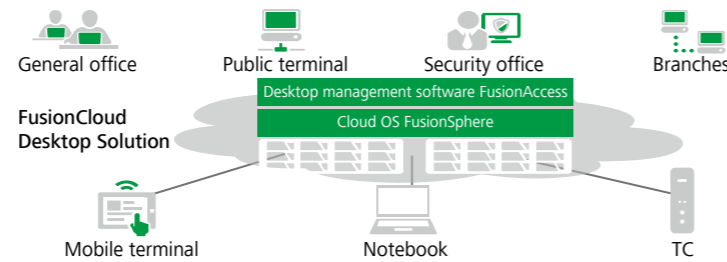 General office
Public terminal
Security office
Branches
Desktop management software FusionAccess
Cloud OS FusionSphere
FusionCloud
Desktop Solution
Mobile terminal
Notebook
TC